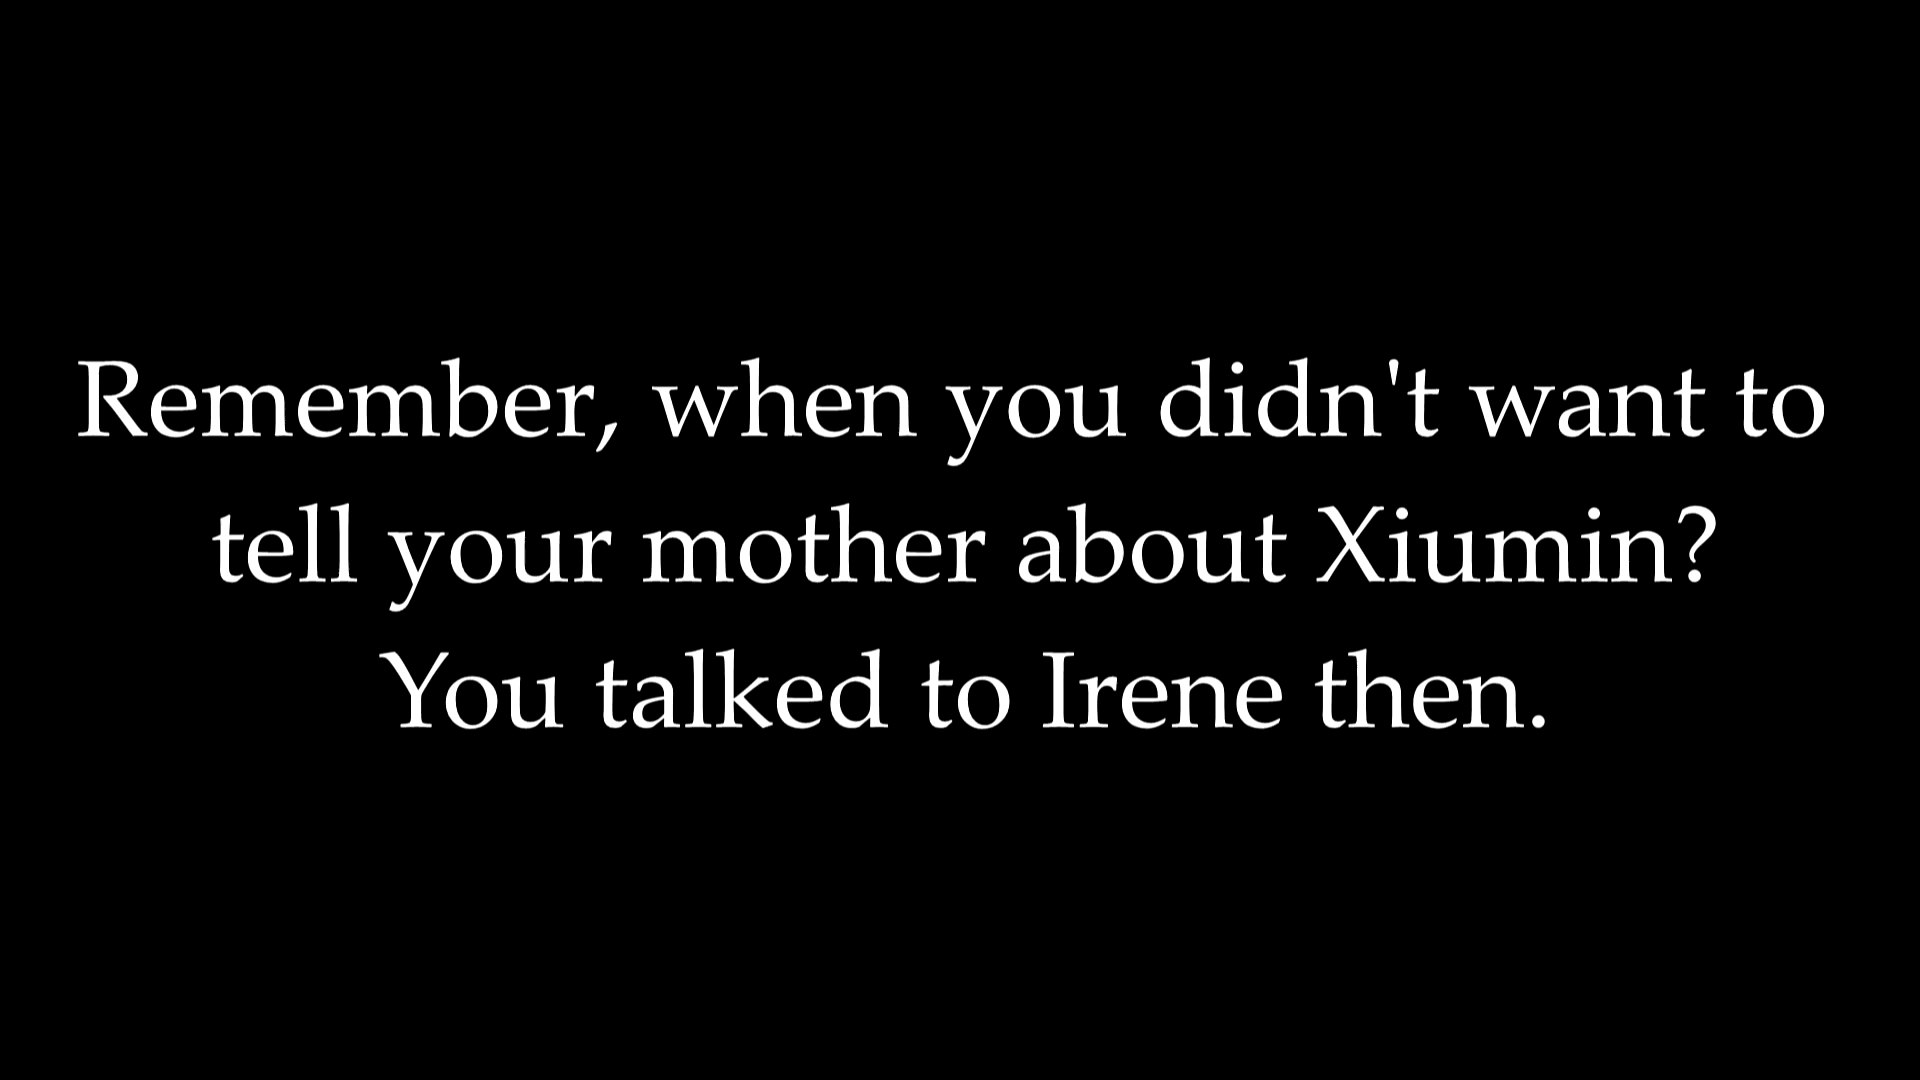 Remember, when you didn't want to
tell your mother about Xiumin?
You talked to Irene then.